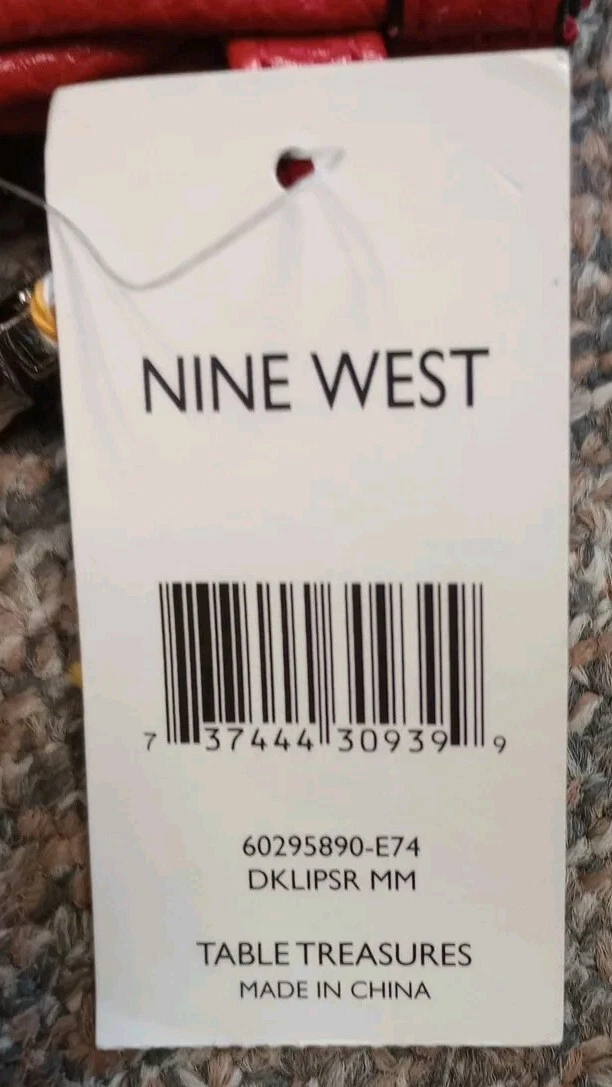 NINE WEST
7 37444 30939 9
60295890-E74
DKLIPSR MM
TABLE TREASURES
MADE IN CHINA